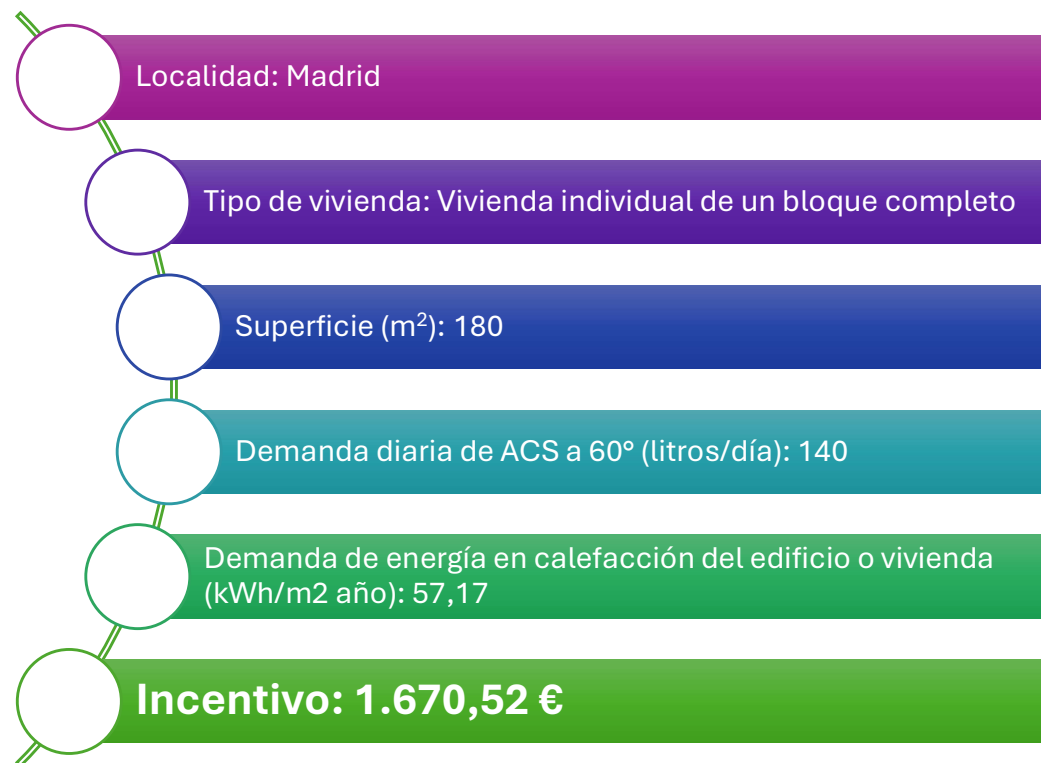 Localidad: Madrid
Tipo de vivienda: Vivienda individual de un bloque completo
Superficie (m²): 180
Demanda diaria de ACS a 60° (litros/día): 140
Demanda de energía en calefacción del edificio o vivienda
(kWh/m2 año): 57,17
Incentivo: 1.670,52 €